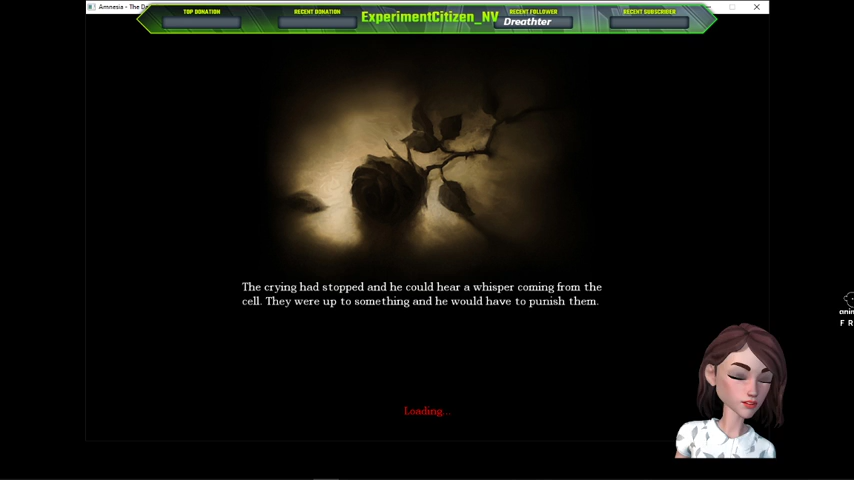 Amnesia - The Da
TOP DONATION
RECENT DONATION
ExperimentCitizen_NV
RECENT FOLLOWER
Dreathter
RECENT SUBSCRIBER
The crying had stopped and he could hear a whisper coming from the
cell. They were up to something and he would have to punish them.
Loading...
F R